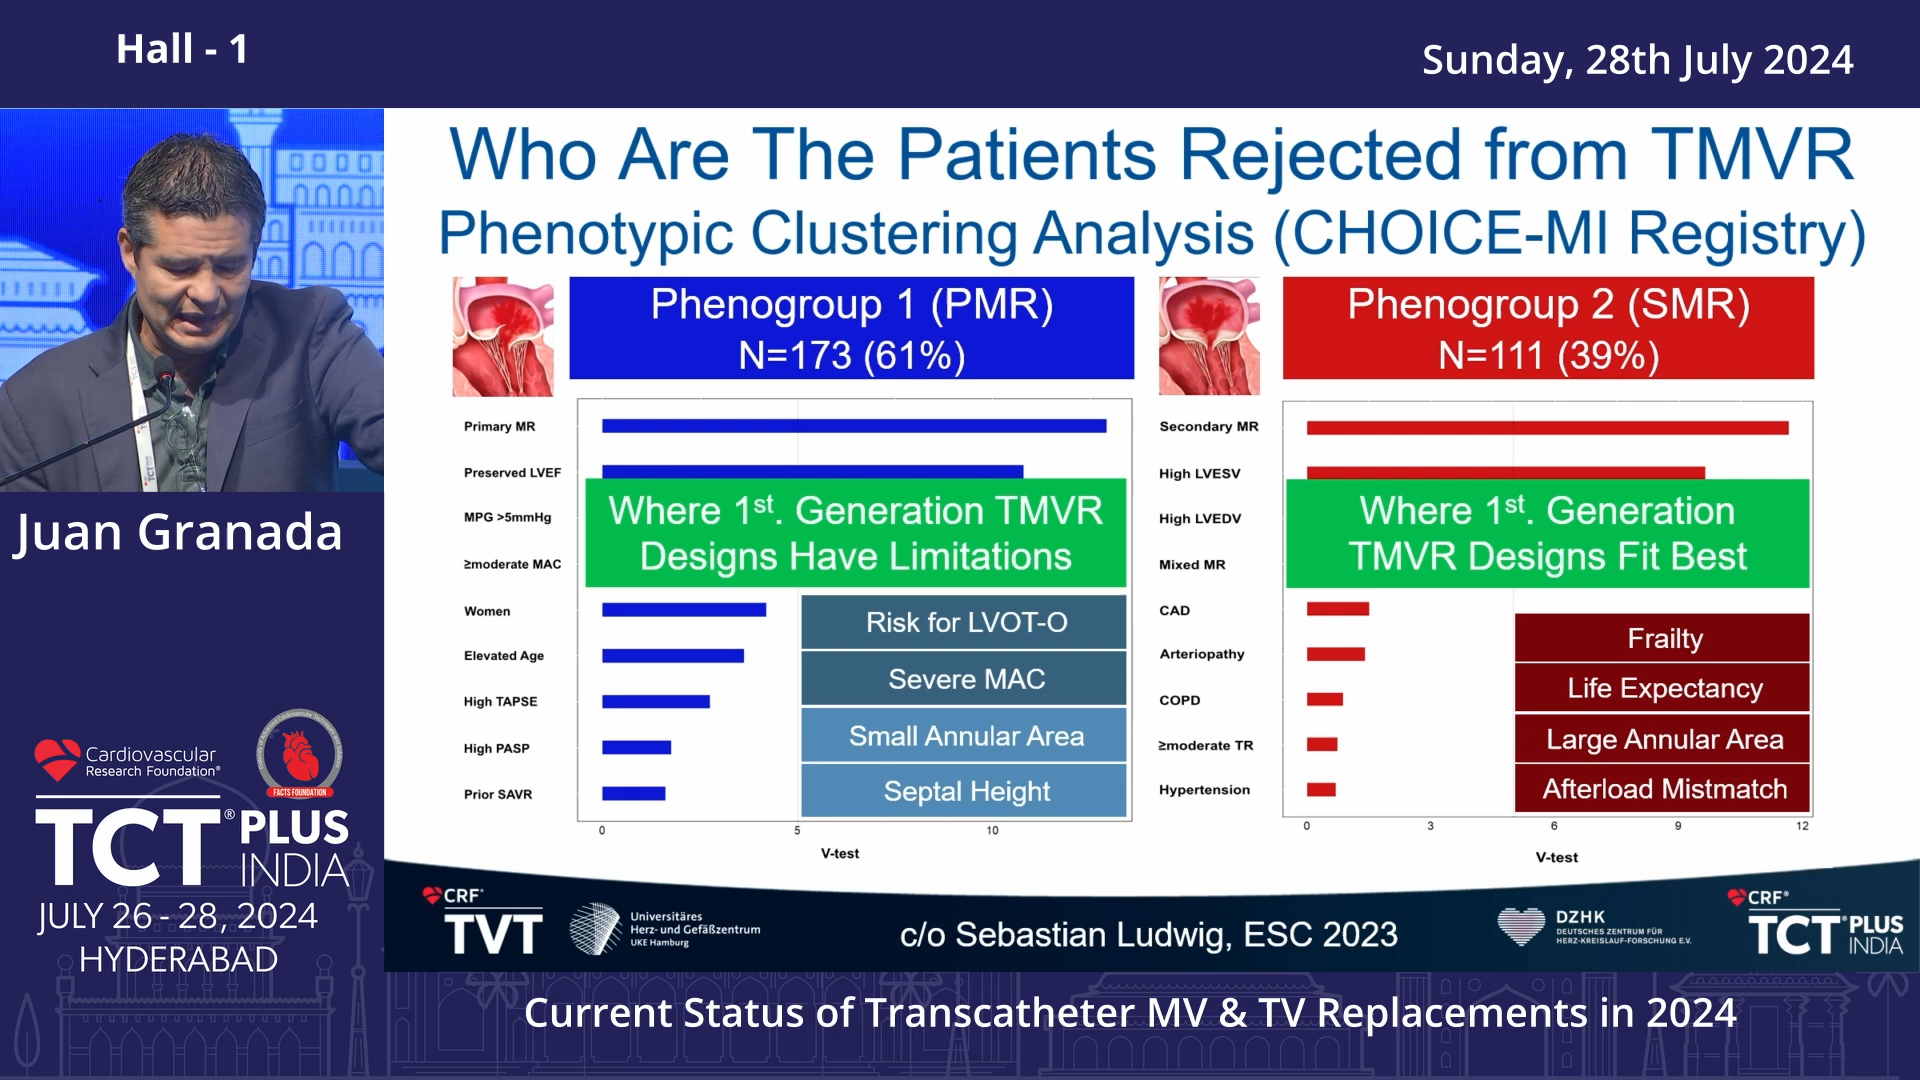 Hall - 1
Sunday, 28th July 2024
Who Are The Patients Rejected from TMVR
Phenotypic Clustering Analysis (CHOICE-MI Registry)
Phenogroup 1 (PMR)
N=173 (61%)
Primary MR
Preserved LVEF
MPG >5mmHg
≥moderate MAC
Women
Elevated Age
High TAPSE
High PASP
Prior SAVR
Where 1st. Generation TMVR
Designs Have Limitations
Risk for LVOT-O
Severe MAC
Small Annular Area
Septal Height
0 5 10
V-test
Phenogroup 2 (SMR)
N=111 (39%)
Secondary MR
High LVESV
High LVEDV
Mixed MR
CAD
Arteriopathy
COPD
≥moderate TR
Hypertension
Where 1st. Generation
TMVR Designs Fit Best
Frailty
Life Expectancy
Large Annular Area
Afterload Mistmatch
0 3 6 9 12
V-test
CRF®
TVT
Universitäres
Herz- und Gefäßzentrum
UKE Hamburg
c/o Sebastian Ludwig, ESC 2023
DZHK
DEUTSCHES ZENTRUM FÜR
HERZ-KREISLAUF-FORSCHUNG E.V.
CRF®
TCT® PLUS
INDIA
Juan Granada
Cardiovascular
Research Foundation®
FACTS FOUNDATION
TCT® PLUS
INDIA
JULY 26 - 28, 2024
HYDERABAD
Current Status of Transcatheter MV & TV Replacements in 2024